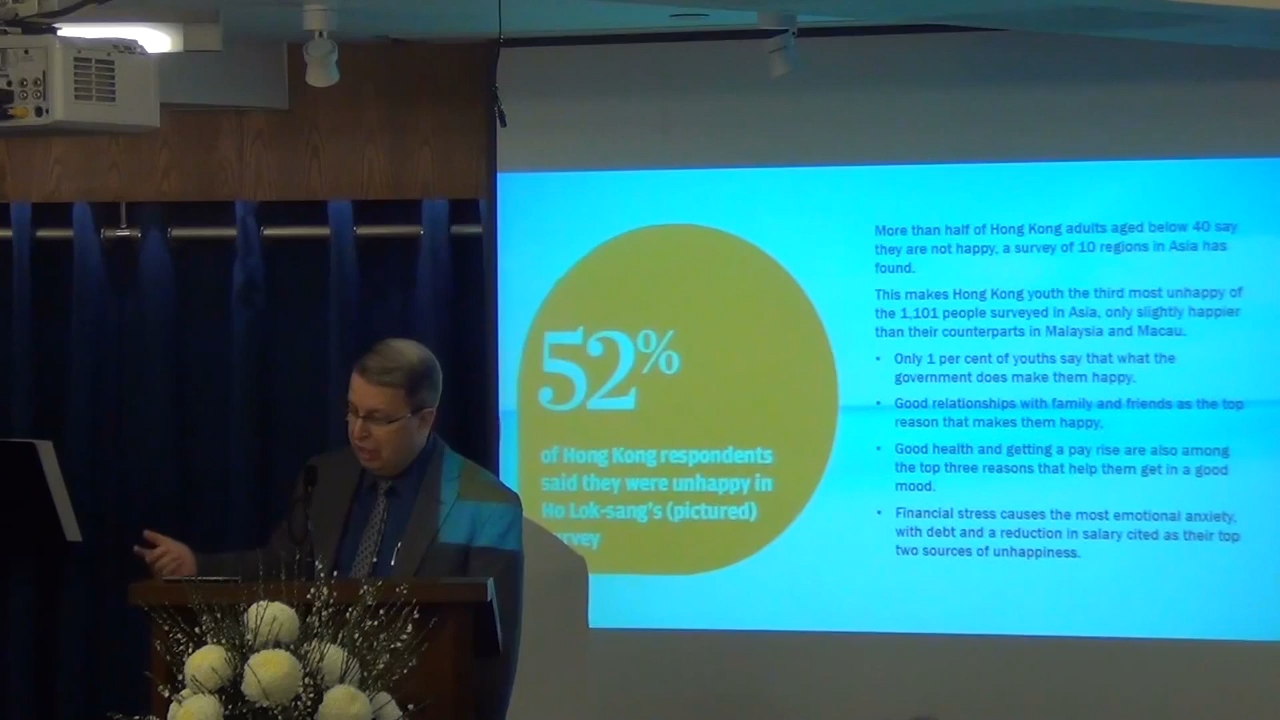 52%
of Hong Kong respondents
said they were unhappy in
Ho Lok-sang's (pictured)
rvey
More than half of Hong Kong adults aged below 40 say
they are not happy, a survey of 10 regions in Asia has
found.
This makes Hong Kong youth the third most unhappy of
the 1,101 people surveyed in Asia, only slightly happier
than their counterparts in Malaysia and Macau.
• Only 1 per cent of youths say that what the
government does make them happy.
• Good relationships with family and friends as the top
reason that makes them happy.
• Good health and getting a pay rise are also among
the top three reasons that help them get in a good
mood.
• Financial stress causes the most emotional anxiety,
with debt and a reduction in salary cited as their top
two sources of unhappiness.